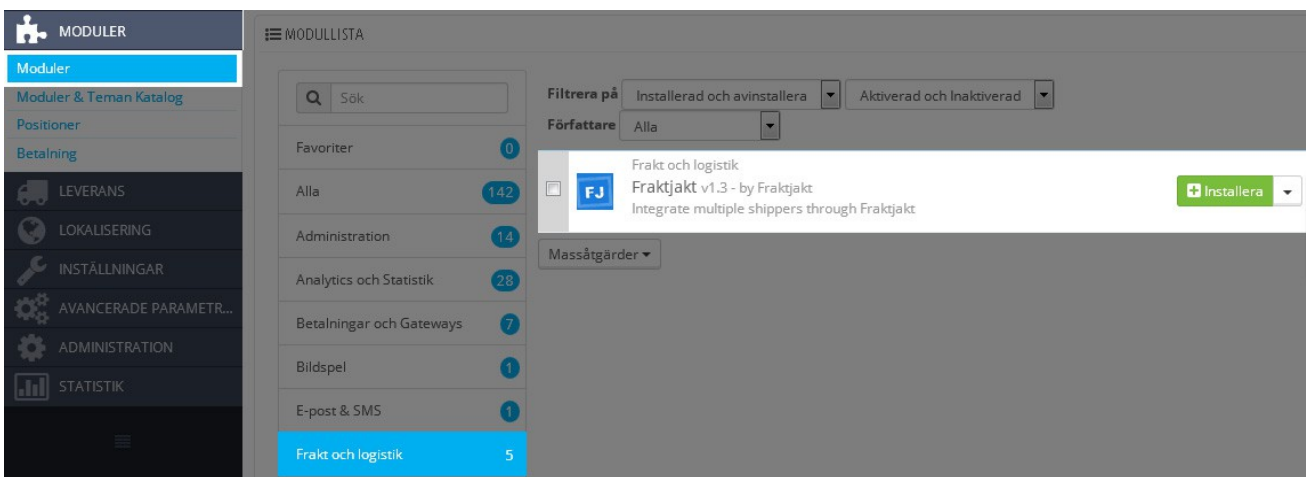 MODULER
Moduler
Moduler & Teman Katalog
Positioner
Betalning
LEVERANS
LOKALISERING
INSTÄLLNINGAR
AVANCERADE PARAMETR...
ADMINISTRATION
STATISTIK
MODULLISTA
Sök
Favoriter 0
Alla 142
Administration 14
Analytics och Statistik 28
Betalningar och Gateways 7
Bildspel 1
E-post & SMS 1
Frakt och logistik 5
Filtrera på Installerad och avinstallera Aktiverad och Inaktiverad
Författare Alla
Frakt och logistik
FJ Fraktjakt v1.3 - by Fraktjakt Installera
Integrate multiple shippers through Fraktjakt
Massåtgärder